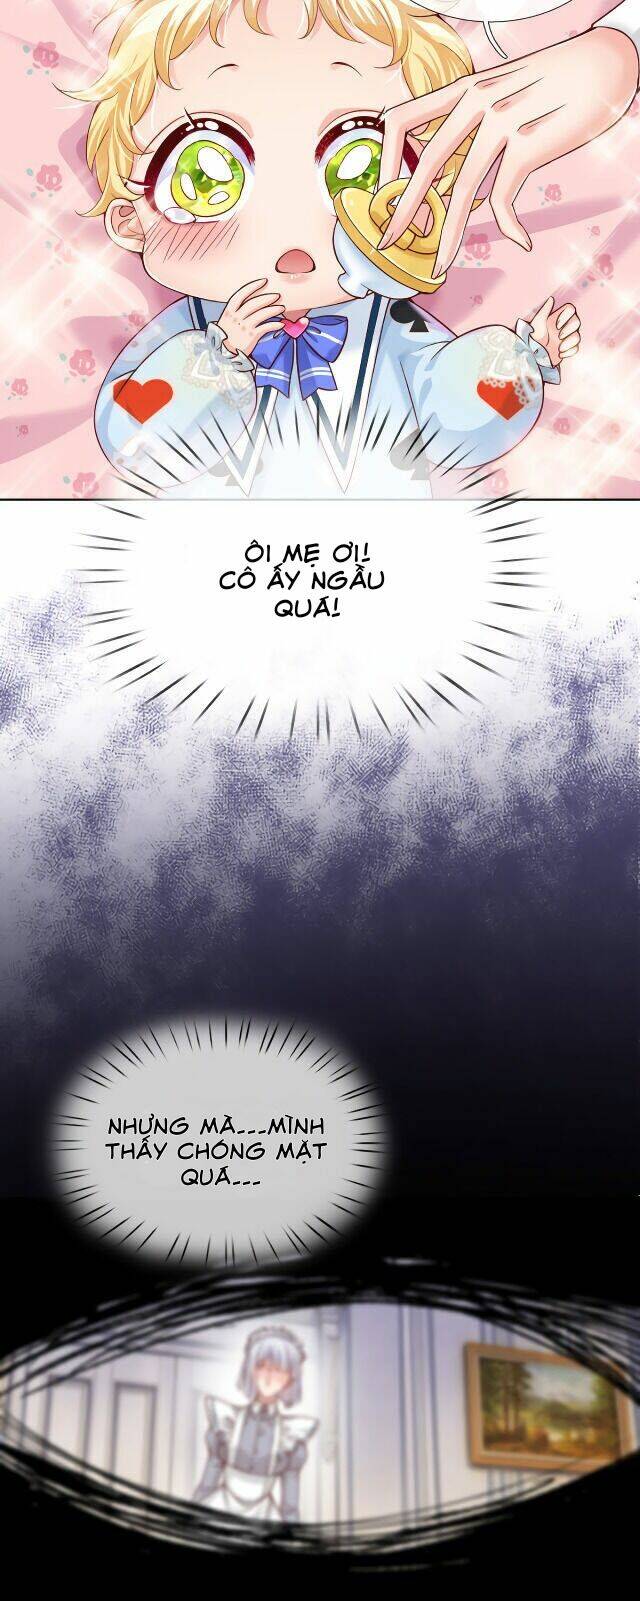 ÔI MẸ ƠI!
CÔ ẤY NGẦU
QUÁ!
NHƯNG MÀ---MÌNH
THẤY CHÓNG MẶT
QUÁ---